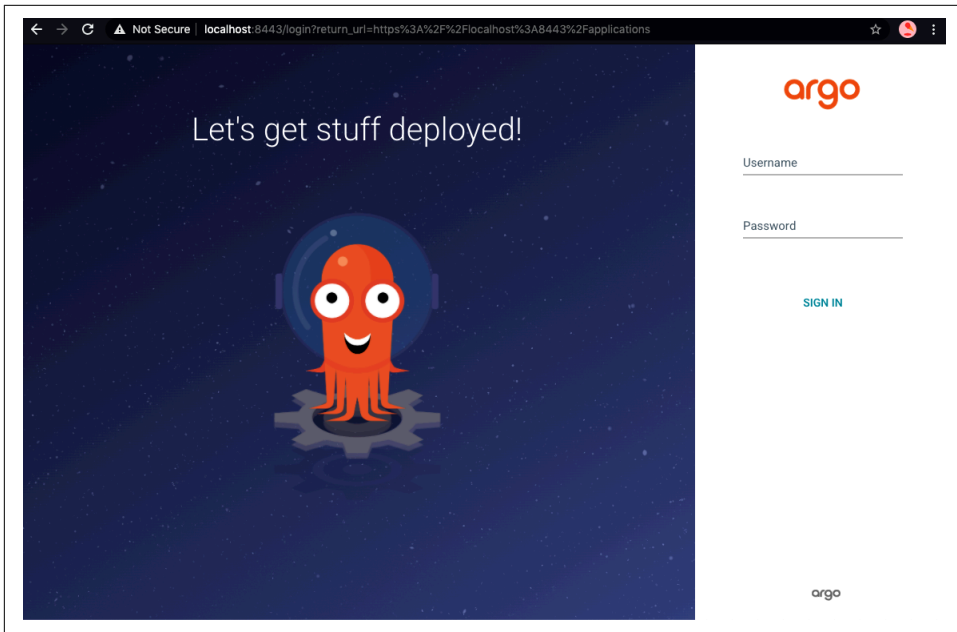 Not Secure | localhost:8443/login?return_url=https%3A%2F%2Flocalhost%3A8443%2Fapplications
Let's get stuff deployed!
argo
Username
Password
SIGN IN
argo